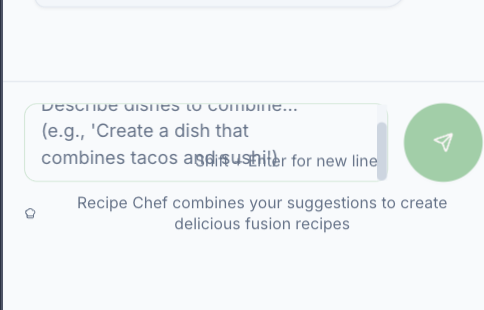 Describe dishes to combine...
(e.g., 'Create a dish that
combines tacos and sushi!)
Shift + Enter for new line
Recipe Chef combines your suggestions to create
delicious fusion recipes